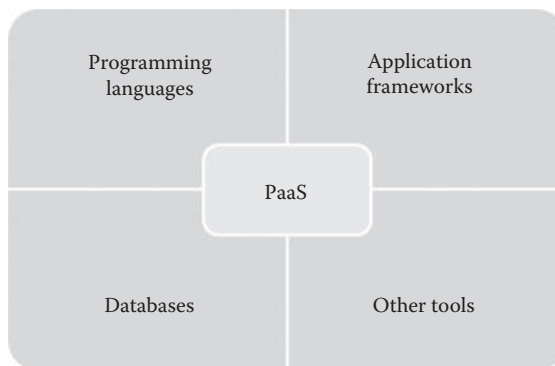 Programming
languages
Application
frameworks
PaaS
Databases
Other tools